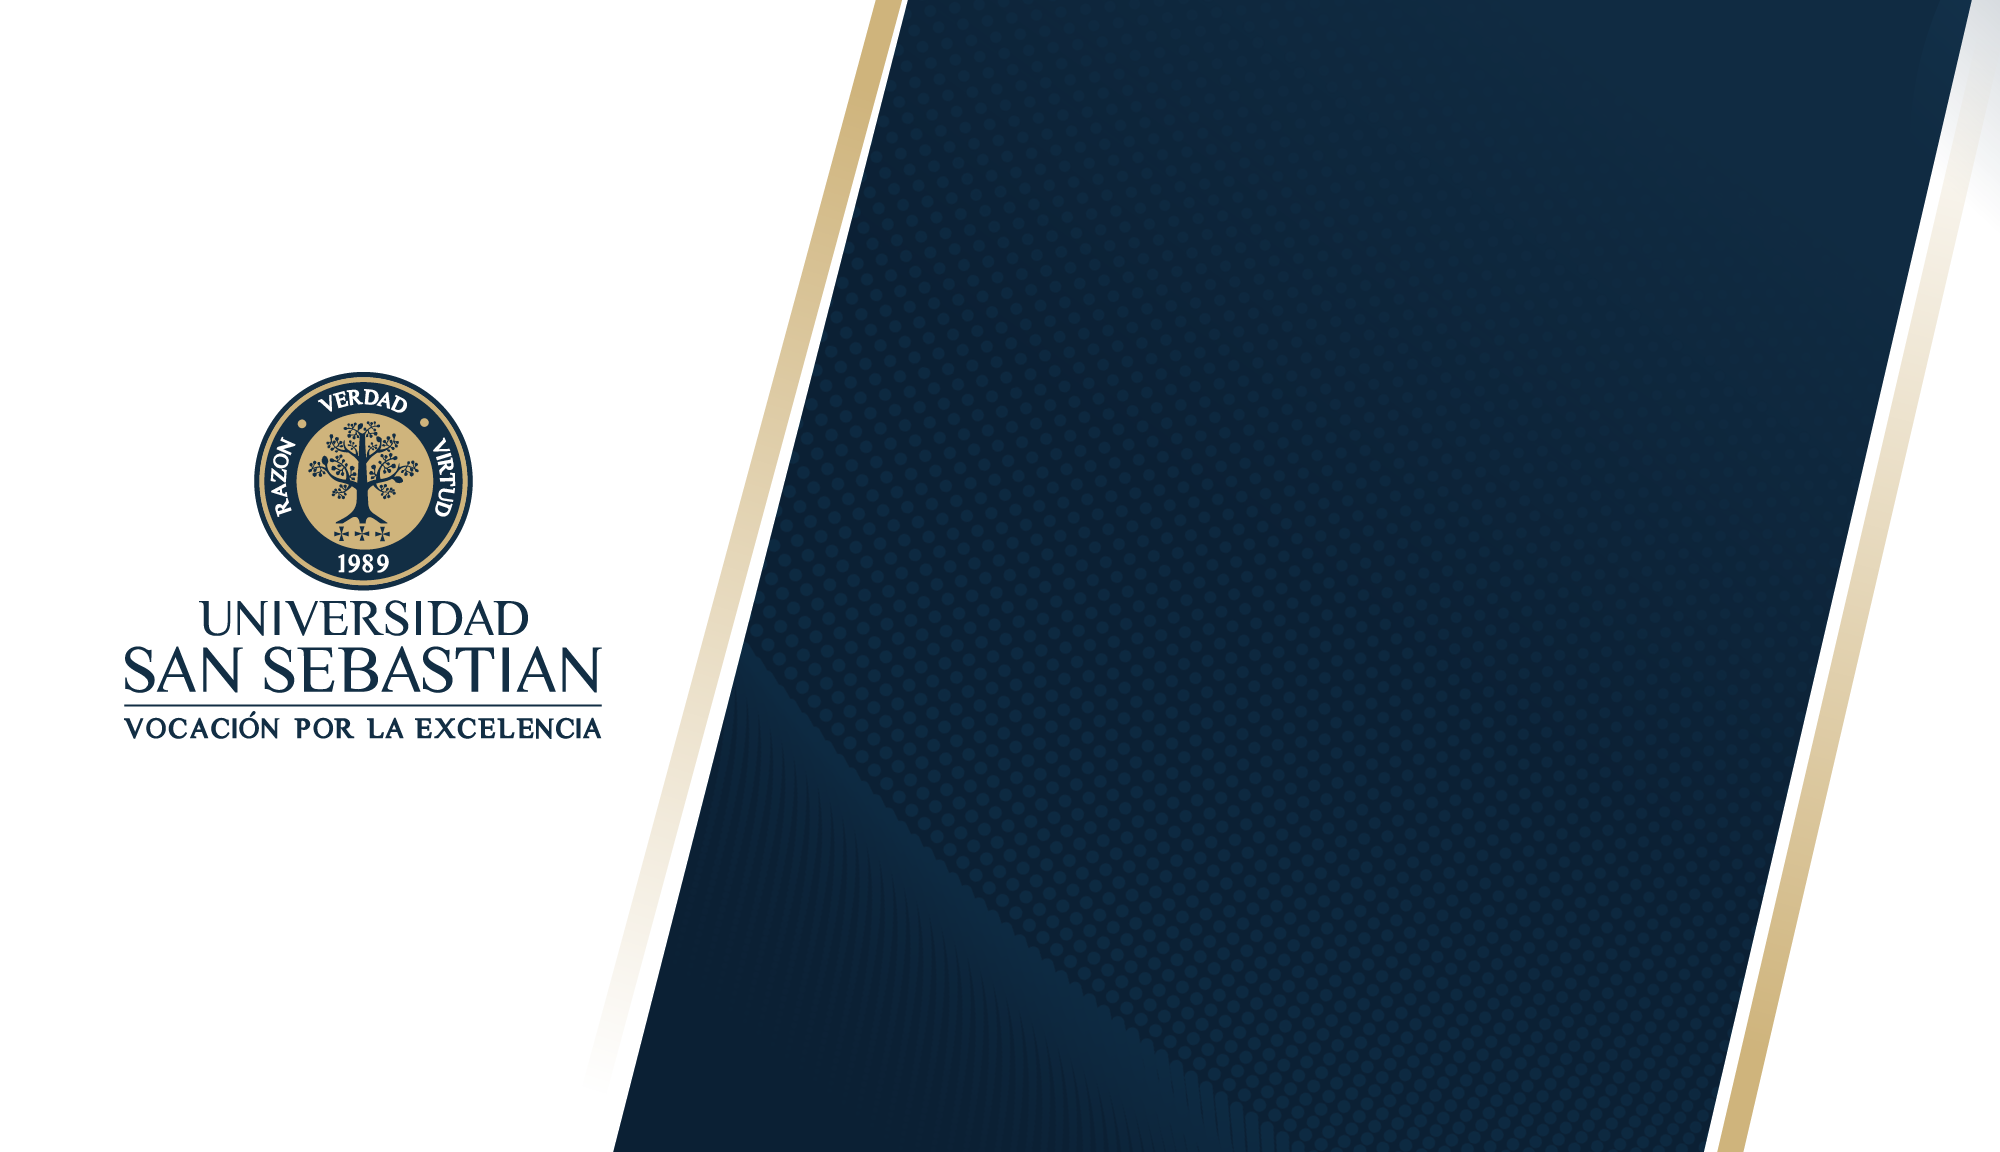 RAZON
VERDAD
VIRTUD
1989
UNIVERSIDAD
SAN SEBASTIAN
VOCACIÓN POR LA EXCELENCIA